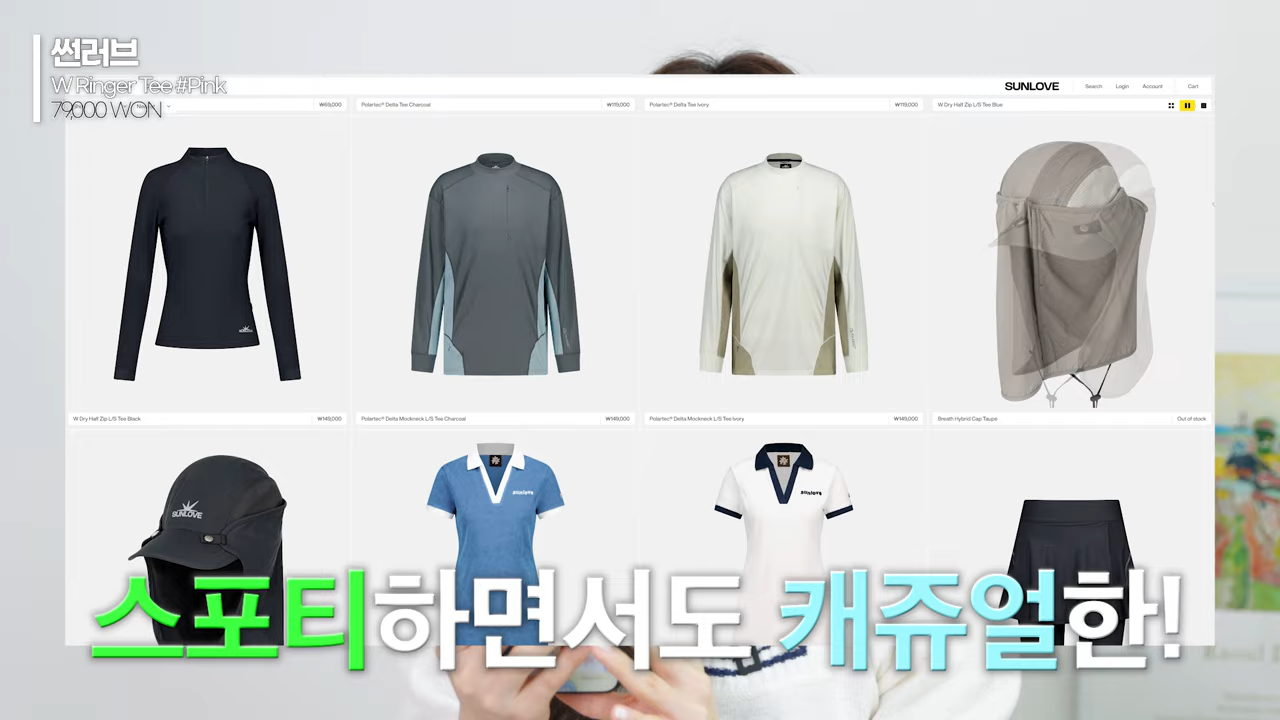 썬러브
W Ringer Tee #Pink
79,000 WON
SUNLOVE
Search Login Account Cart
₩69,000
Polartec® Delta Tee Charcoal ₩119,000
Polartec® Delta Tee Ivory ₩119,000
W Dry Half Zip L/S Tee Blue
W Dry Half Zip L/S Tee Black ₩149,000
Polartec® Delta Mockneck L/S Tee Charcoal ₩149,000
Polartec® Delta Mockneck L/S Tee Ivory ₩149,000
Breath Hybrid Cap Taupe Out of stock
SUNLOVE
sunlove
sunlove
스포티하면서도 캐쥬얼한!